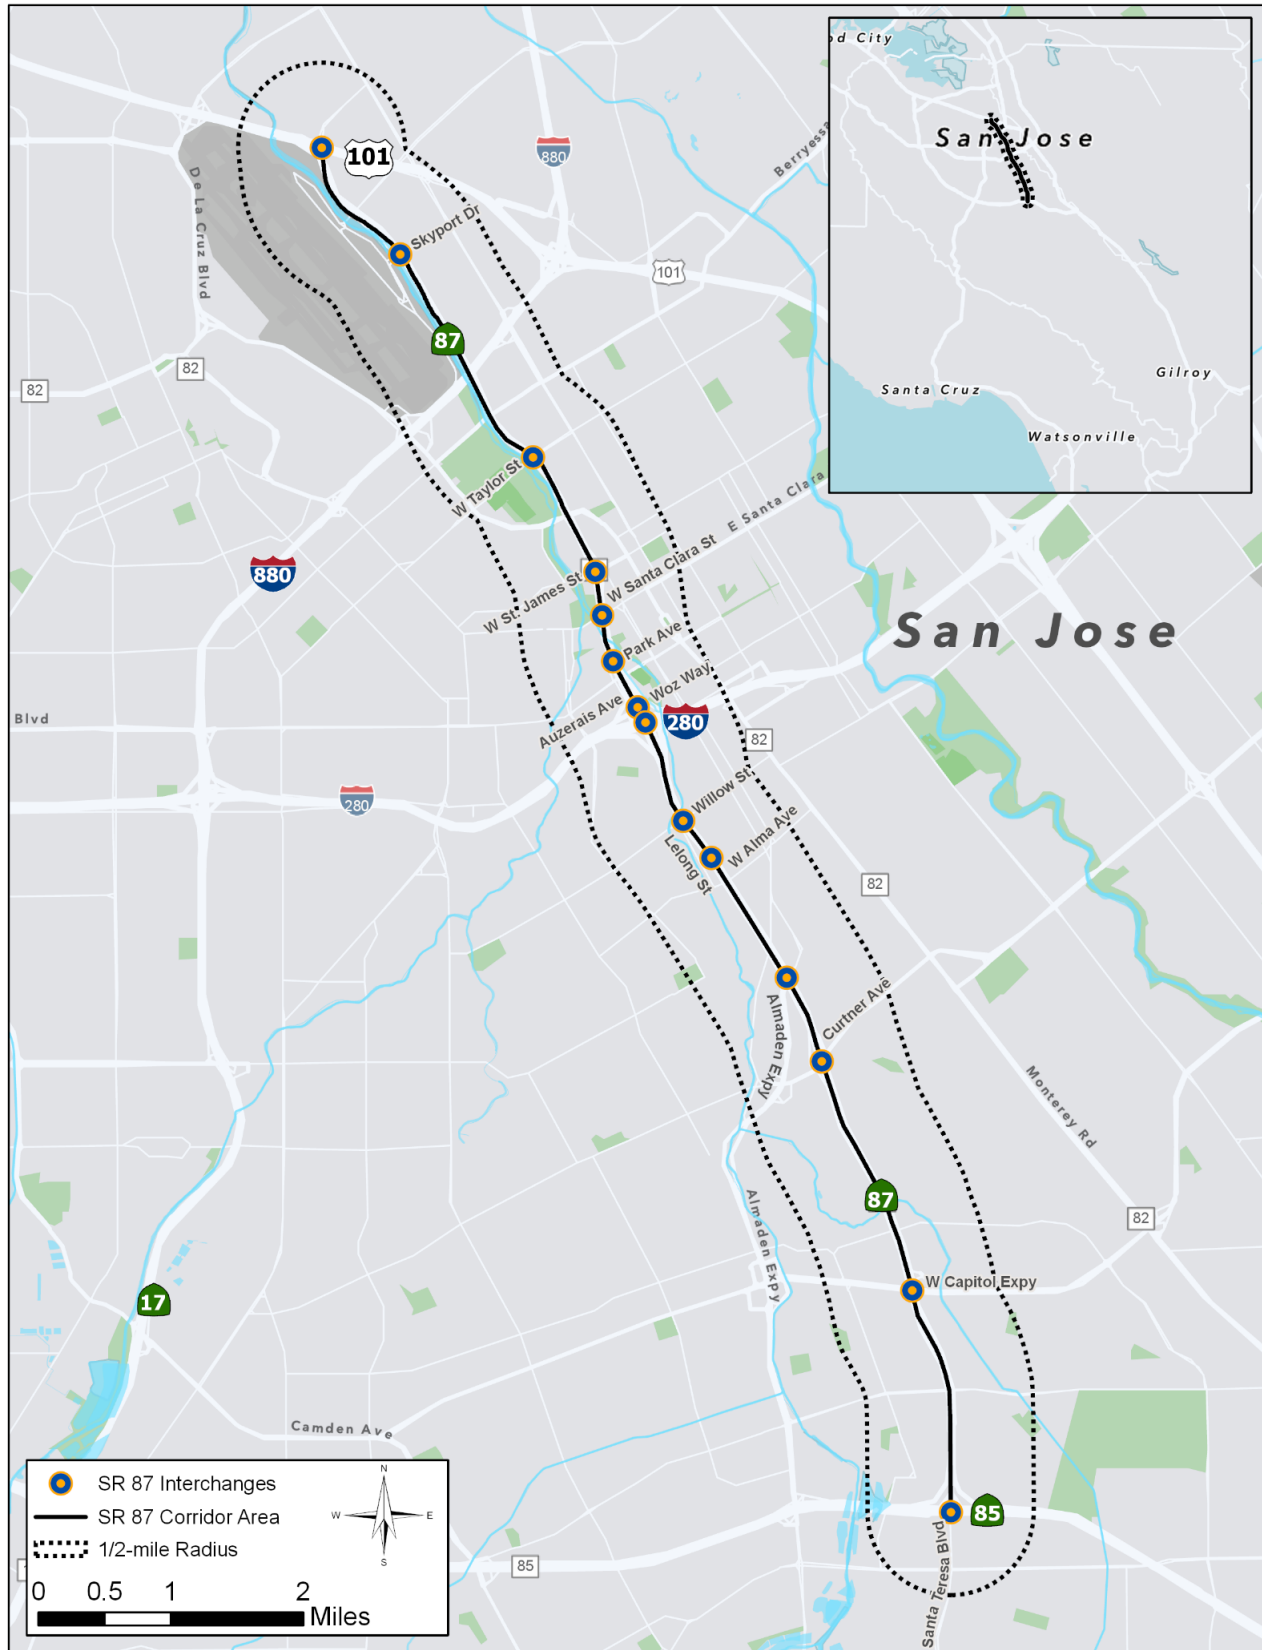 od City
San Jose
Santa Cruz
Gilroy
Watsonville
101
880
De La Cruz Blvd
Berryessa
Skyport Dr
101
87
82
82
W Taylor St
E Santa Clara
880
W St. James St
W Santa Clara St
San Jose
Park Ave
Woz Way
Auzerais Ave
280
Blvd
82
280
Willow St
Lelong St
W Alma Ave
82
Almaden Expy
Curtner Ave
Monterey Rd
87
82
Almaden Expy
W Capitol Expy
17
Camden Ave
85
85
Santa Teresa Blvd
SR 87 Interchanges
SR 87 Corridor Area
1/2-mile Radius
N
W E
S
0 0.5 1 2
Miles